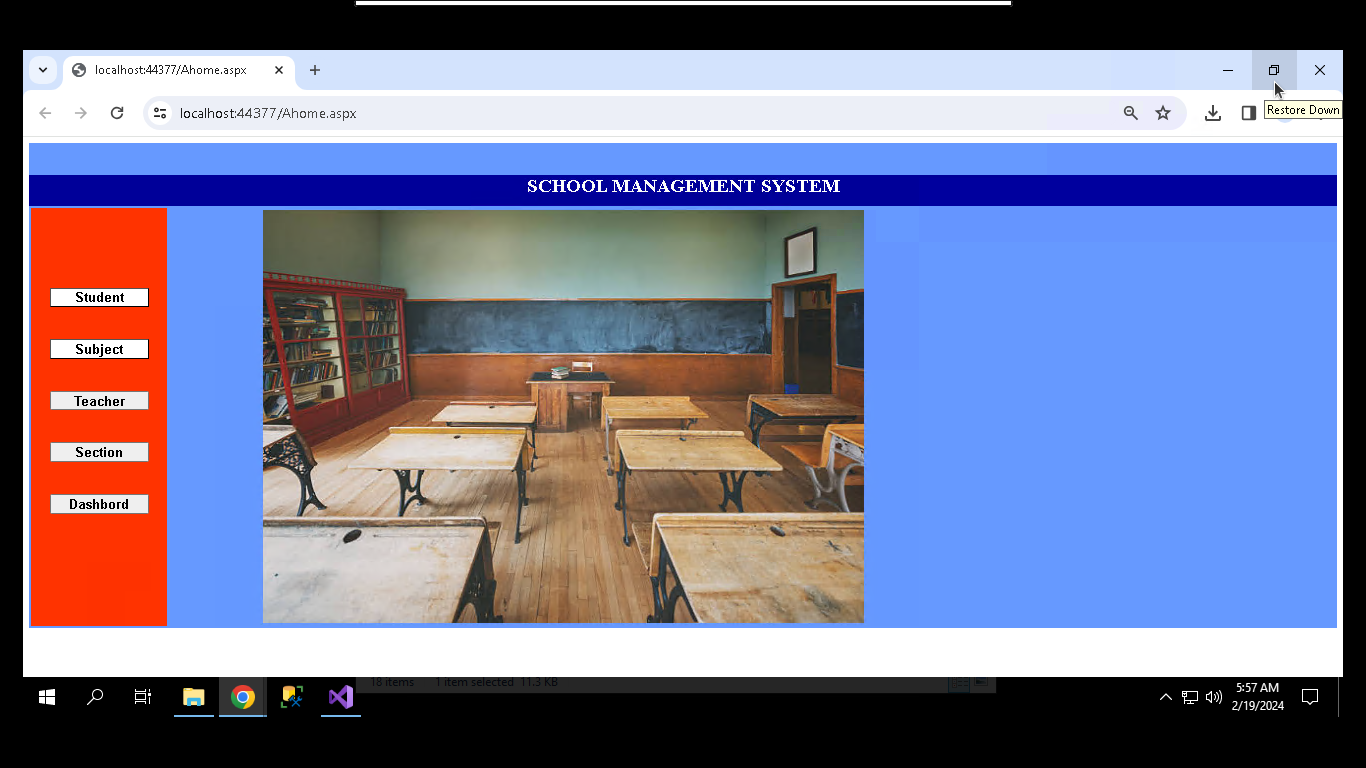 localhost:44377/Ahome.aspx
localhost:44377/Ahome.aspx
Restore Down
SCHOOL MANAGEMENT SYSTEM
Student
Subject
Teacher
Section
Dashbord
18 items 1 item selected 11.3 KB
5:57 AM
2/19/2024